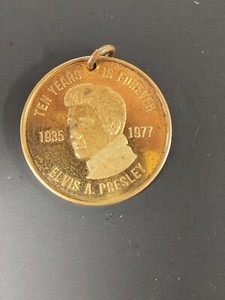 TEN YEARS IS FOREVER
1935 1977
ELVIS A. PRESLEY